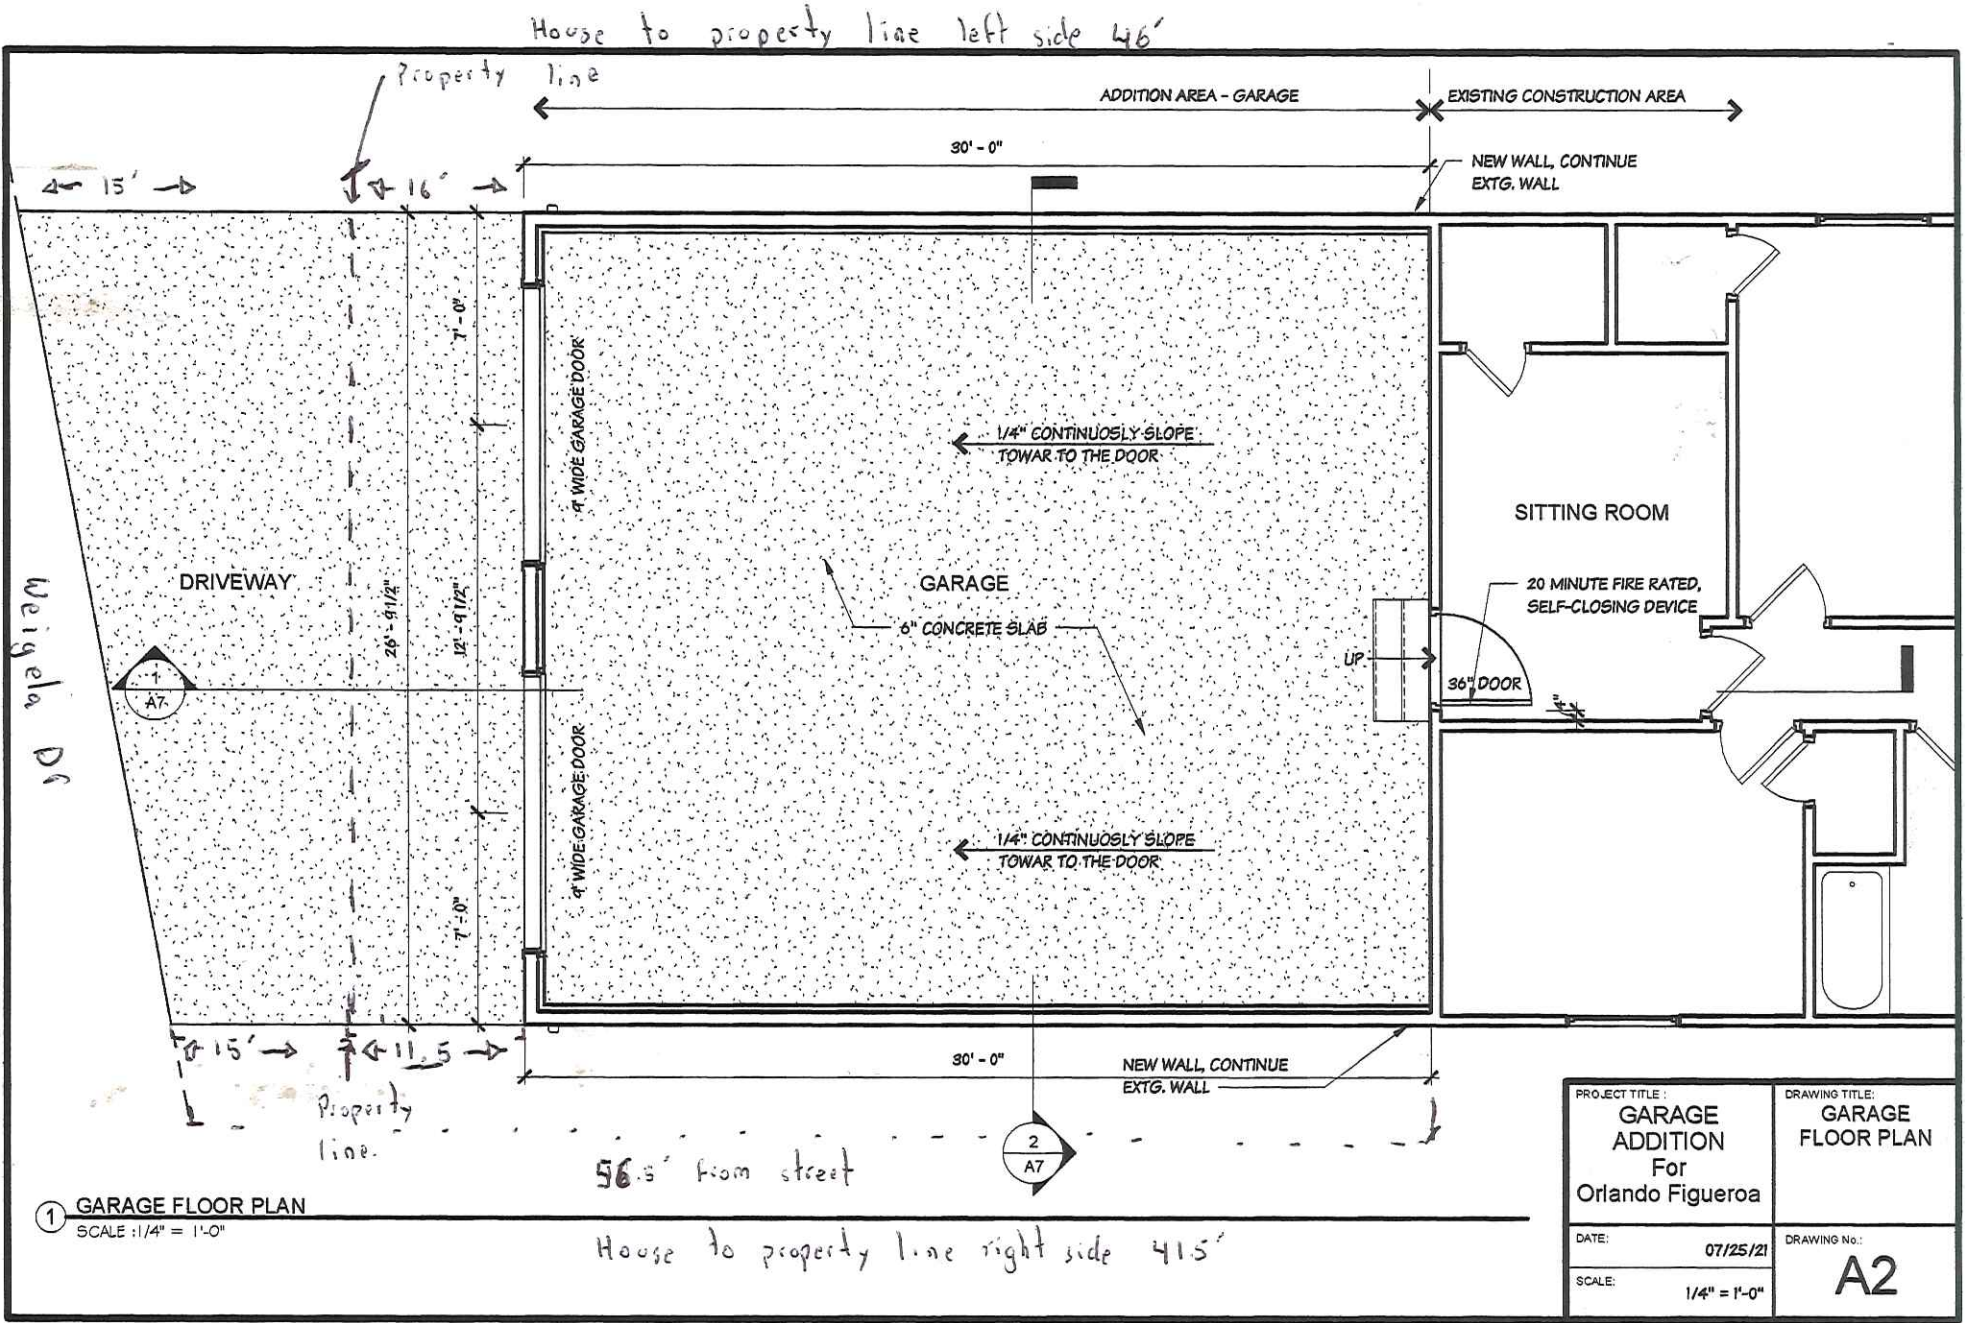 House to property line left side 46'
Property line
ADDITION AREA - GARAGE
EXISTING CONSTRUCTION AREA
30' - 0"
NEW WALL, CONTINUE
EXTG. WALL
15'
16'
7' - 0"
9' WIDE GARAGE DOOR
1/4" CONTINUOSLY SLOPE
TOWAR TO THE DOOR
SITTING ROOM
DRIVEWAY
26' - 9 1/2"
12' - 9 1/2"
GARAGE
20 MINUTE FIRE RATED,
SELF-CLOSING DEVICE
6" CONCRETE SLAB
Weigela Dr
UP
36" DOOR
4"
1
A7
9' WIDE GARAGE DOOR
1/4" CONTINUOSLY SLOPE
TOWAR TO THE DOOR
7' - 0"
15'
11.5
30' - 0"
NEW WALL, CONTINUE
EXTG. WALL
Property
line.
2
A7
56.5' from street
1 GARAGE FLOOR PLAN
SCALE :1/4" = 1'-0"
House to property line right side 41.5'
PROJECT TITLE :
GARAGE
ADDITION
For
Orlando Figueroa
DRAWING TITLE:
GARAGE
FLOOR PLAN
DATE:
07/25/21
SCALE:
1/4" = 1'-0"
DRAWING No.:
A2